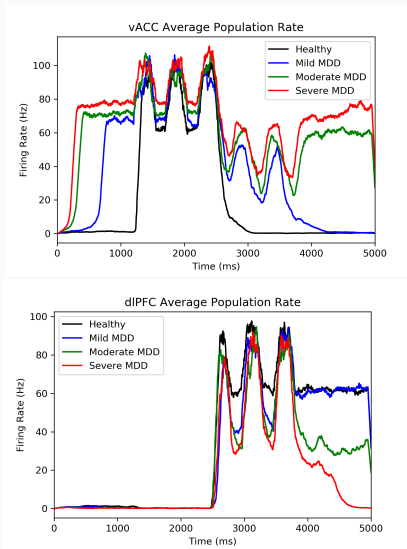 vACC Average Population Rate
Firing Rate (Hz)
100
80
60
40
20
0
Healthy
Mild MDD
Moderate MDD
Severe MDD
0 1000 2000 3000 4000 5000
Time (ms)
dlPFC Average Population Rate
Firing Rate (Hz)
100
80
60
40
20
0
Healthy
Mild MDD
Moderate MDD
Severe MDD
0 1000 2000 3000 4000 5000
Time (ms)